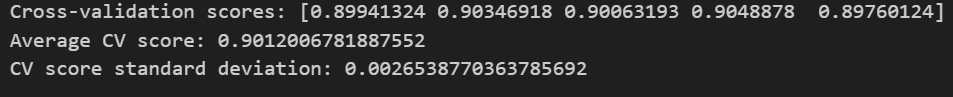 Cross-validation scores: [0.89941324 0.90346918 0.90063193 0.9048878  0.89760124]
Average CV score: 0.9012006781887552
CV score standard deviation: 0.0026538770363785692